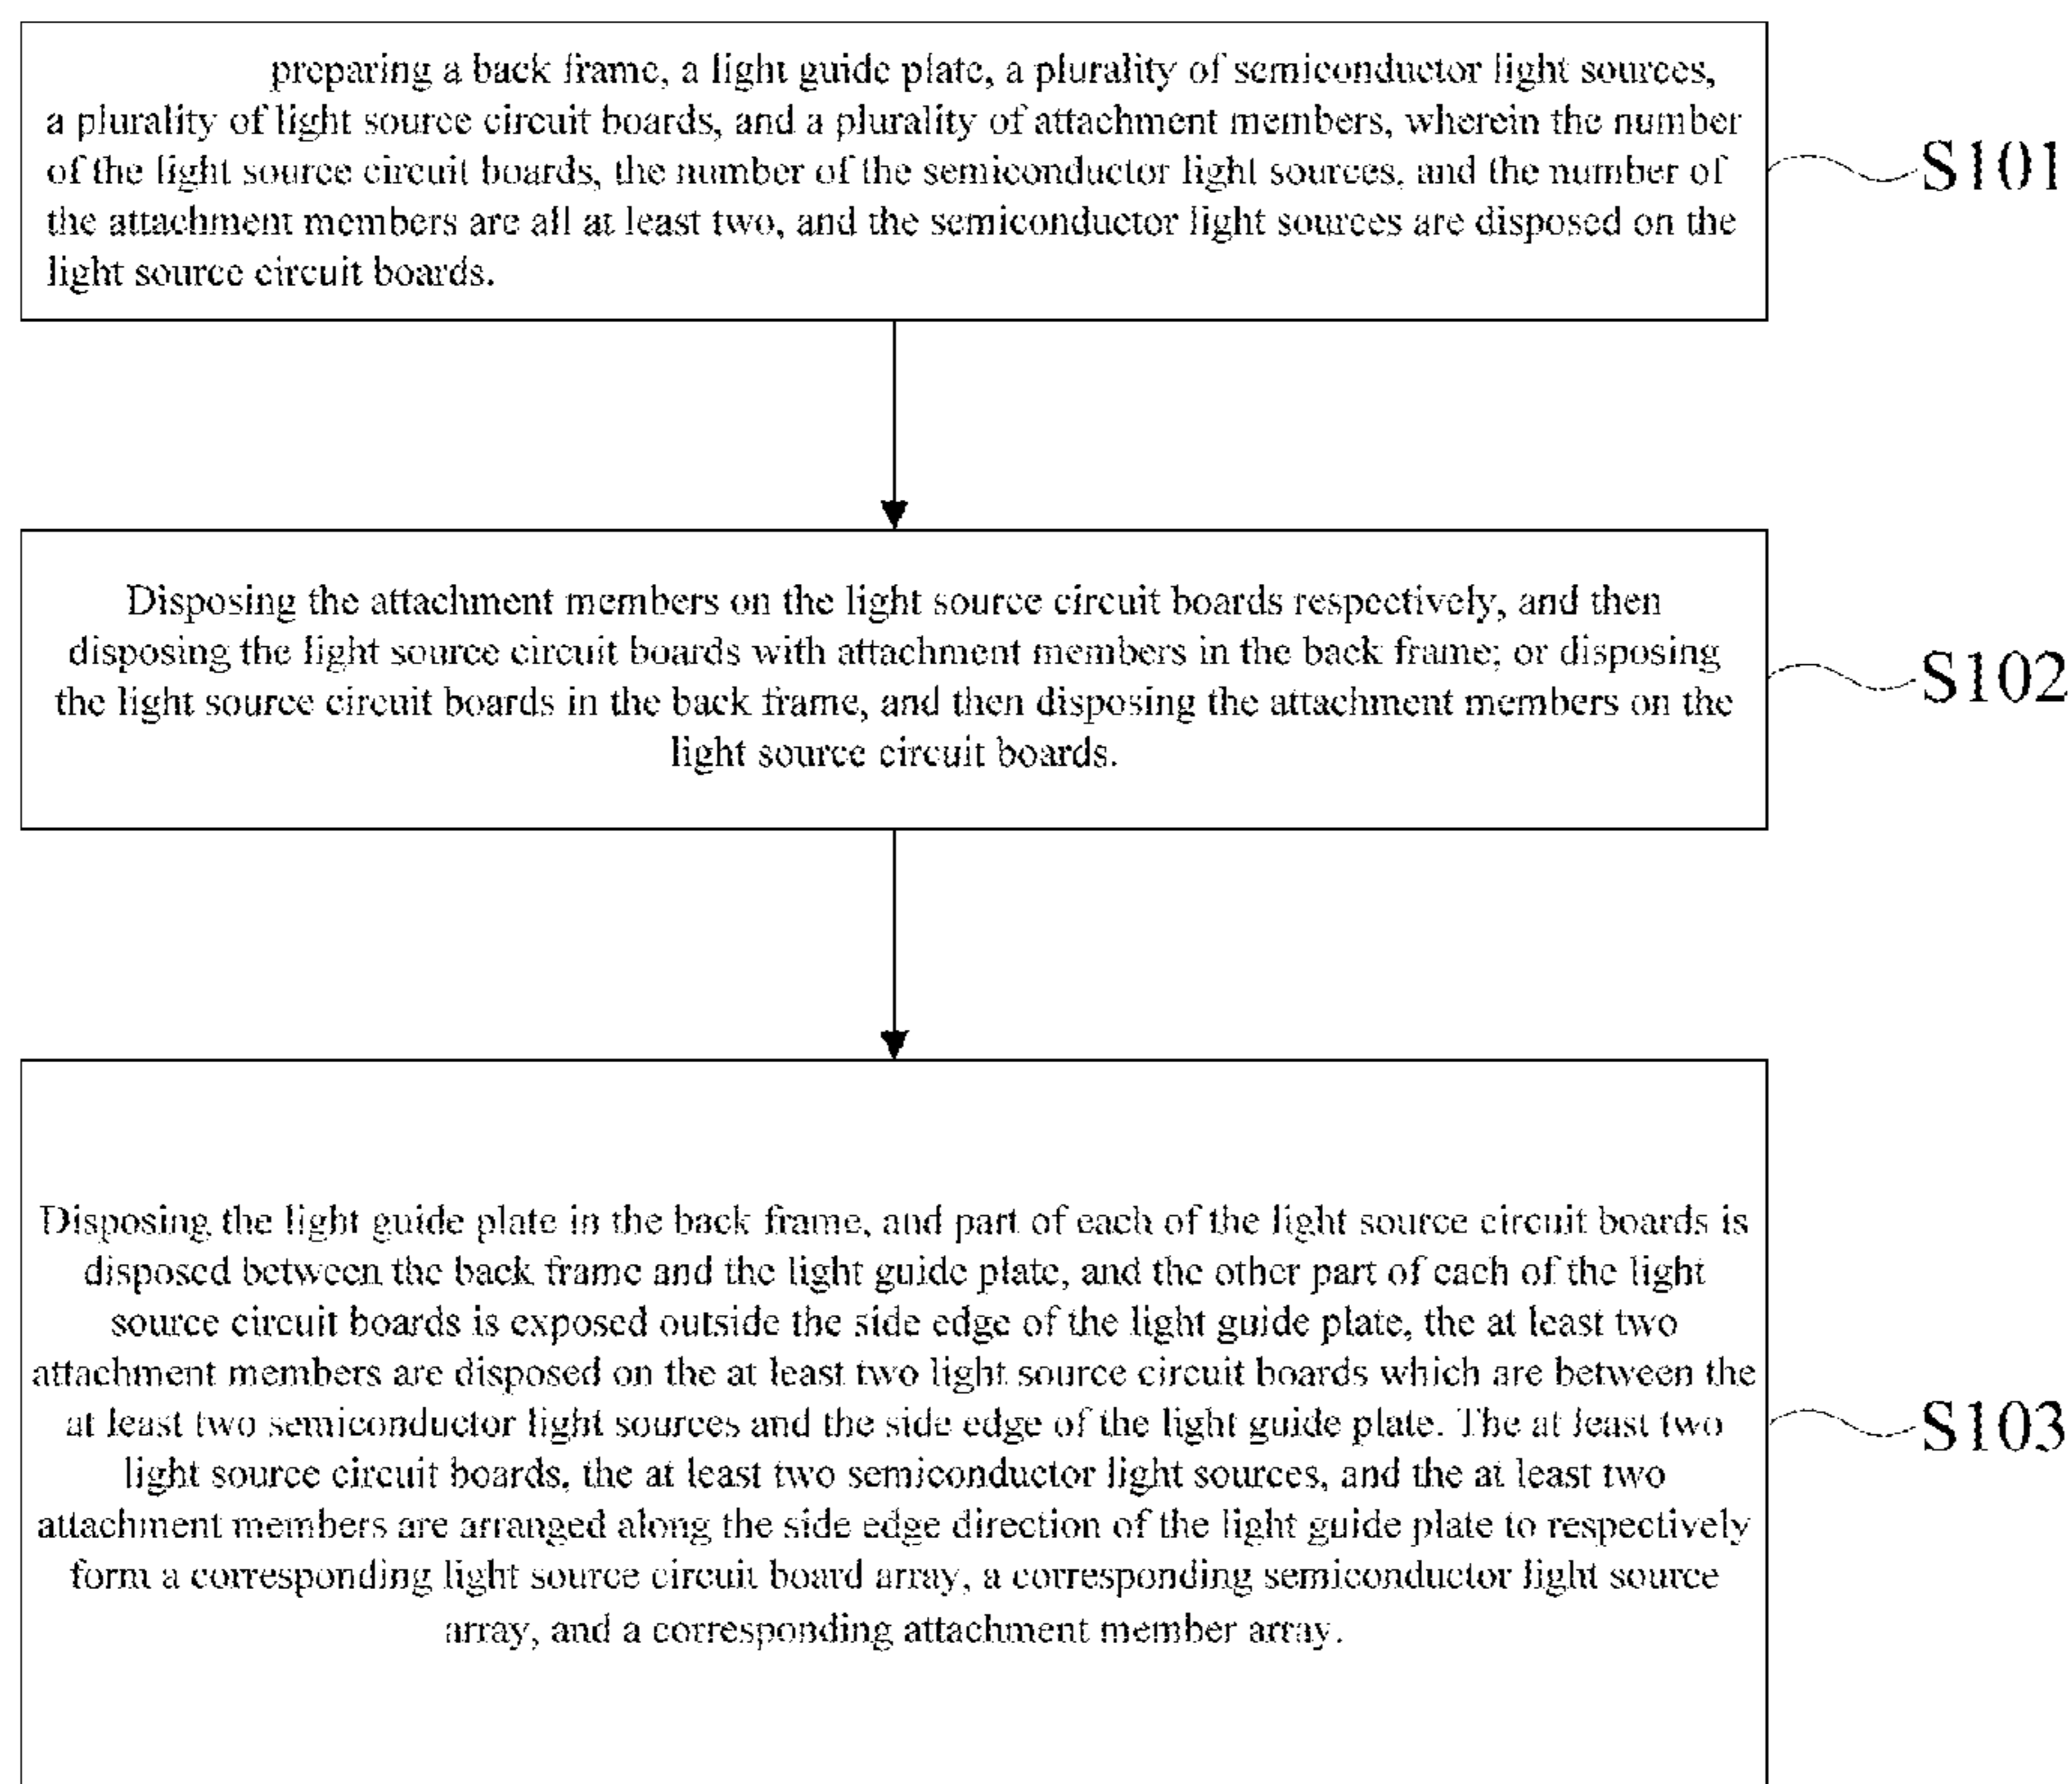 preparing a back frame, a light guide plate, a plurality of semiconductor light sources,
a plurality of light source circuit boards, and a plurality of attachment members, wherein the number
of the light source circuit boards, the number of the semiconductor light sources, and the number of
the attachment members are all at least two, and the semiconductor light sources are disposed on the
light source circuit boards.
S101
Disposing the attachment members on the light source circuit boards respectively, and then
disposing the light source circuit boards with attachment members in the back frame; or disposing
the light source circuit boards in the back frame, and then disposing the attachment members on the
light source circuit boards.
S102
Disposing the light guide plate in the back frame, and part of each of the light source circuit boards is
disposed between the back frame and the light guide plate, and the other part of each of the light
source circuit boards is exposed outside the side edge of the light guide plate, the at least two
attachment members are disposed on the at least two light source circuit boards which are between the
at least two semiconductor light sources and the side edge of the light guide plate. The at least two
light source circuit boards, the at least two semiconductor light sources, and the at least two
attachment members are arranged along the side edge direction of the light guide plate to respectively
form a corresponding light source circuit board array, a corresponding semiconductor light source
array, and a corresponding attachment member array.
S103